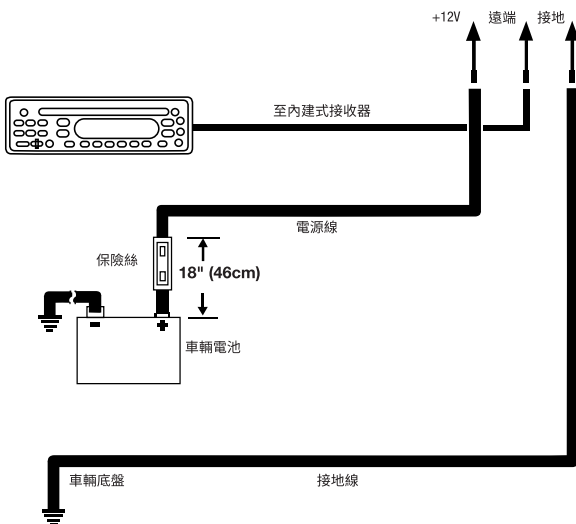 +12V 遠端 接地
至內建式接收器
電源線
保險絲
18" (46cm)
車輛電池
車輛底盤 接地線